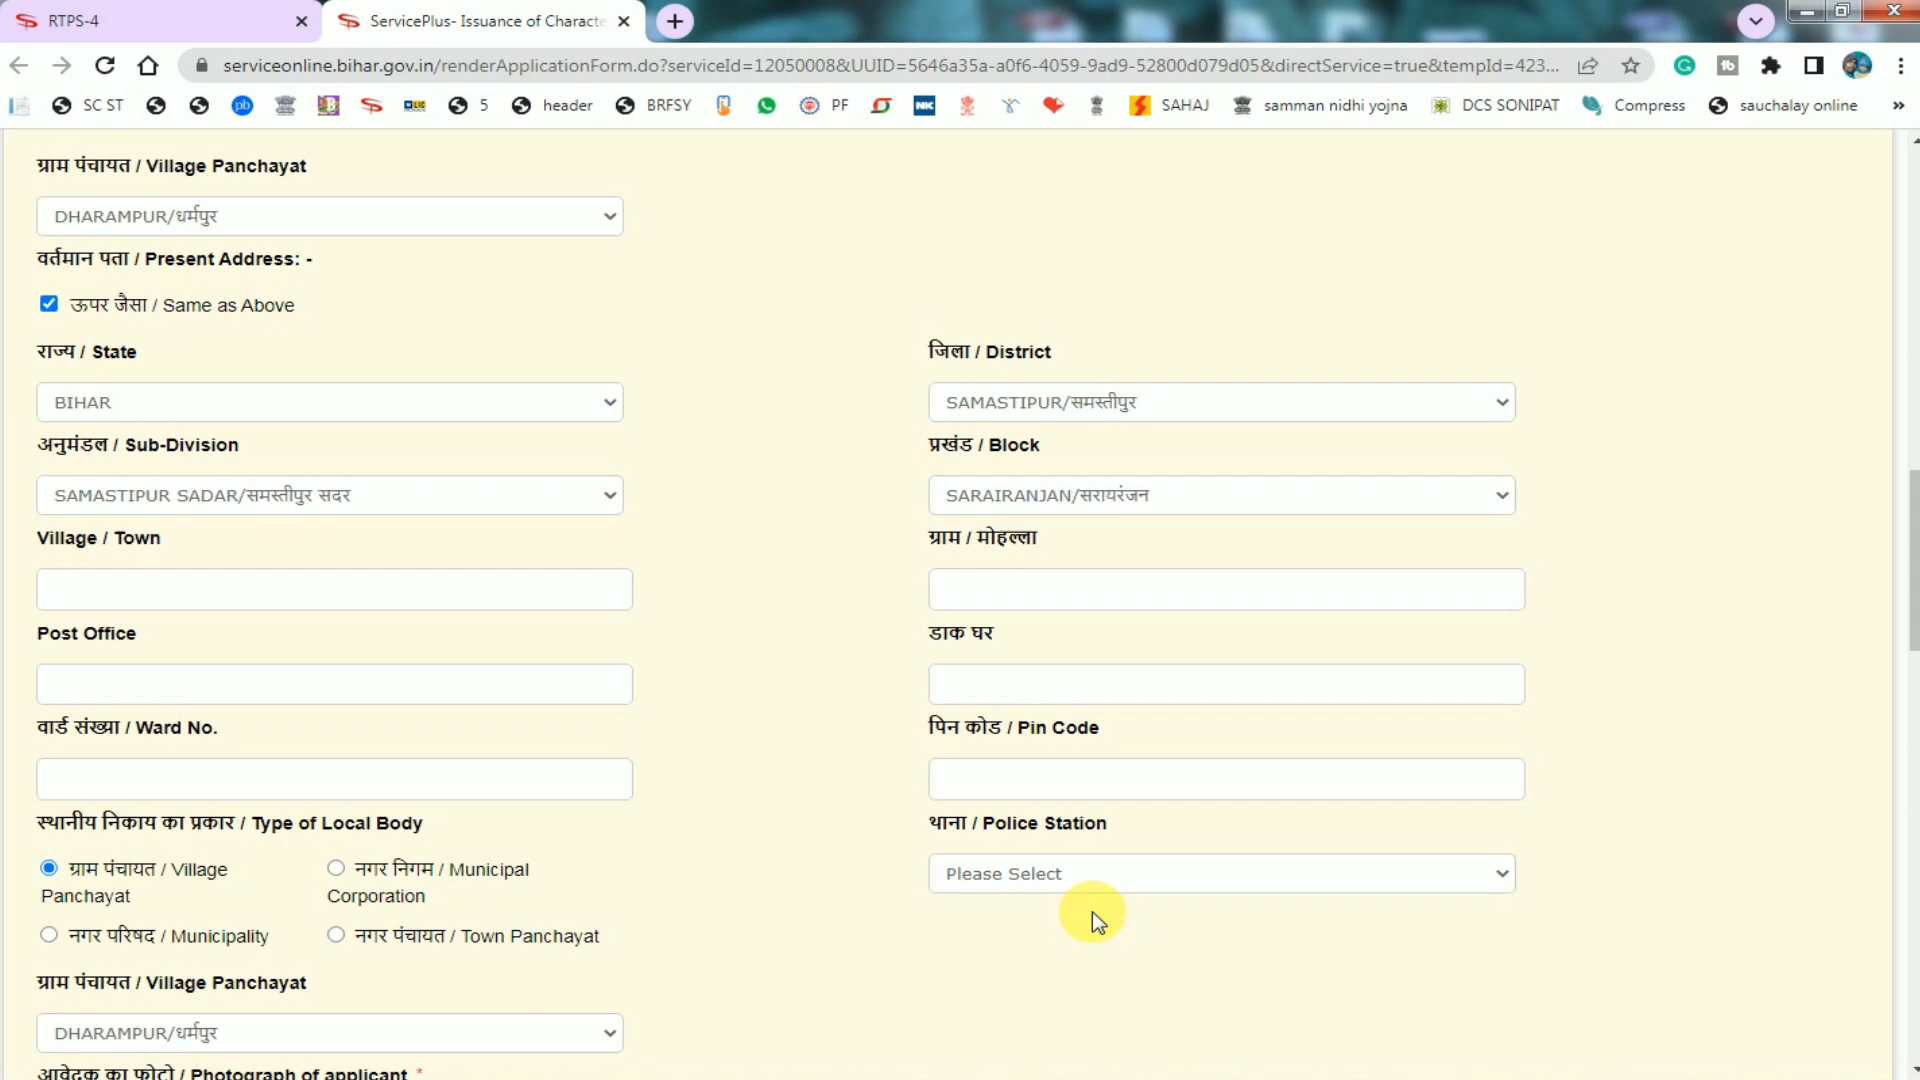 RTPS-4
ServicePlus- Issuance of Characte
serviceonline.bihar.gov.in/renderApplicationForm.do?serviceId=12050008&UUID=5646a35a-a0f6-4059-9ad9-52800d079d05&directService=true&tempId=423...
SC ST
pb
5
header
BRFSY
PF
NK
SAHAJ
samman nidhi yojna
DCS SONIPAT
Compress
sauchalay online
»
ग्राम पंचायत / Village Panchayat
DHARAMPUR/धर्मपुर
वर्तमान पता / Present Address: -
ऊपर जैसा / Same as Above
राज्य / State
जिला / District
BIHAR
SAMASTIPUR/समस्तीपुर
अनुमंडल / Sub-Division
प्रखंड / Block
SAMASTIPUR SADAR/समस्तीपुर सदर
SARAIRANJAN/सरायरंजन
Village / Town
ग्राम / मोहल्ला
Post Office
डाक घर
वार्ड संख्या / Ward No.
पिन कोड / Pin Code
स्थानीय निकाय का प्रकार / Type of Local Body
थाना / Police Station
ग्राम पंचायत / Village Panchayat
नगर निगम / Municipal Corporation
Please Select
नगर परिषद / Municipality
नगर पंचायत / Town Panchayat
ग्राम पंचायत / Village Panchayat
DHARAMPUR/धर्मपुर
आवेदक का फोटो / Photograph of applicant *